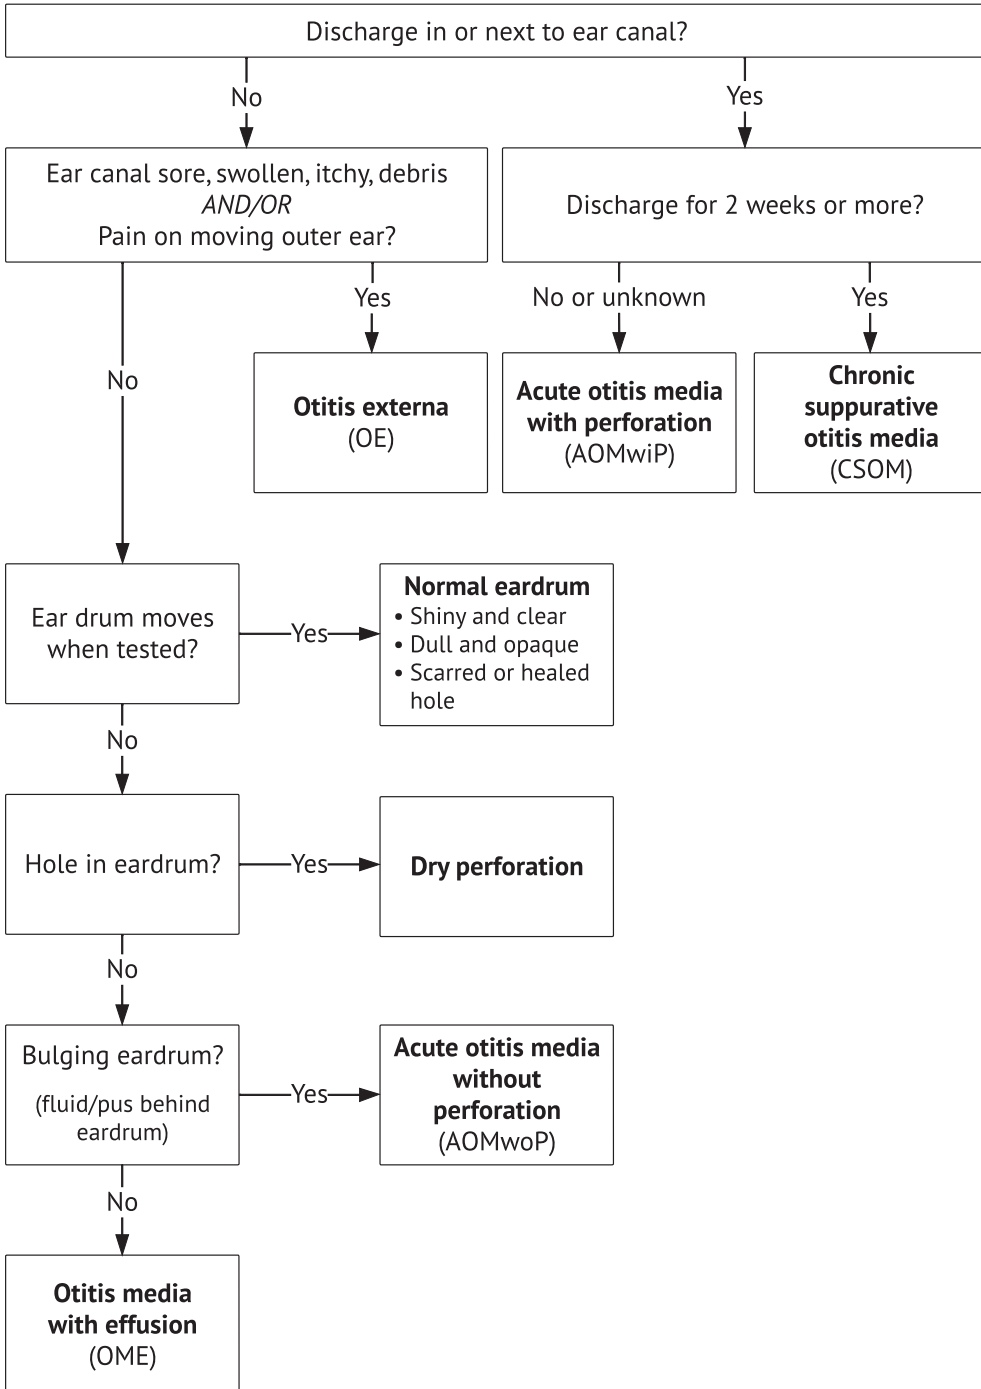 Discharge in or next to ear canal?
No
Yes
Ear canal sore, swollen, itchy, debris
AND/OR
Pain on moving outer ear?
Discharge for 2 weeks or more?
Yes
No or unknown
Yes
No
Otitis externa
(OE)
Acute otitis media
with perforation
(AOMwiP)
Chronic
suppurative
otitis media
(CSOM)
Ear drum moves
when tested?
Yes
Normal eardrum
• Shiny and clear
• Dull and opaque
• Scarred or healed
hole
No
Hole in eardrum?
Yes
Dry perforation
No
Bulging eardrum?
(fluid/pus behind
eardrum)
Yes
Acute otitis media
without
perforation
(AOMwoP)
No
Otitis media
with effusion
(OME)